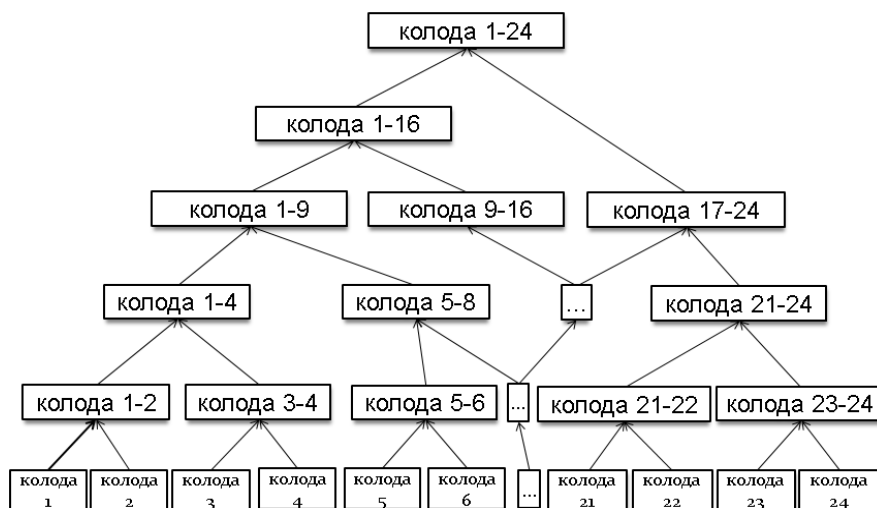 колода 1-24
колода 1-16
колода 1-9
колода 9-16
колода 17-24
колода 1-4
колода 5-8
...
колода 21-24
колода 1-2
колода 3-4
колода 5-6
...
колода 21-22
колода 23-24
колода
1
колода
2
колода
3
колода
4
колода
5
колода
6
...
колода
21
колода
22
колода
23
колода
24